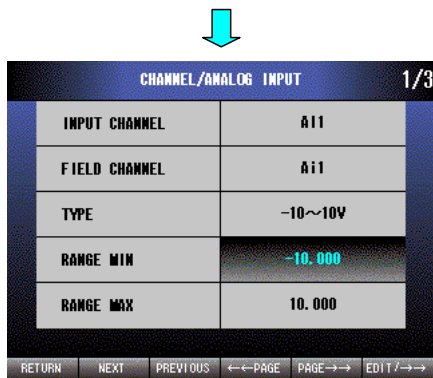 CHANNEL/ANALOG INPUT 1/3
INPUT CHANNEL AI1
FIELD CHANNEL Ai1
TYPE -10～10V
RANGE MIN -10.000
RANGE MAX 10.000
RETURN NEXT PREVIOUS ←←PAGE PAGE→→ EDIT/→→